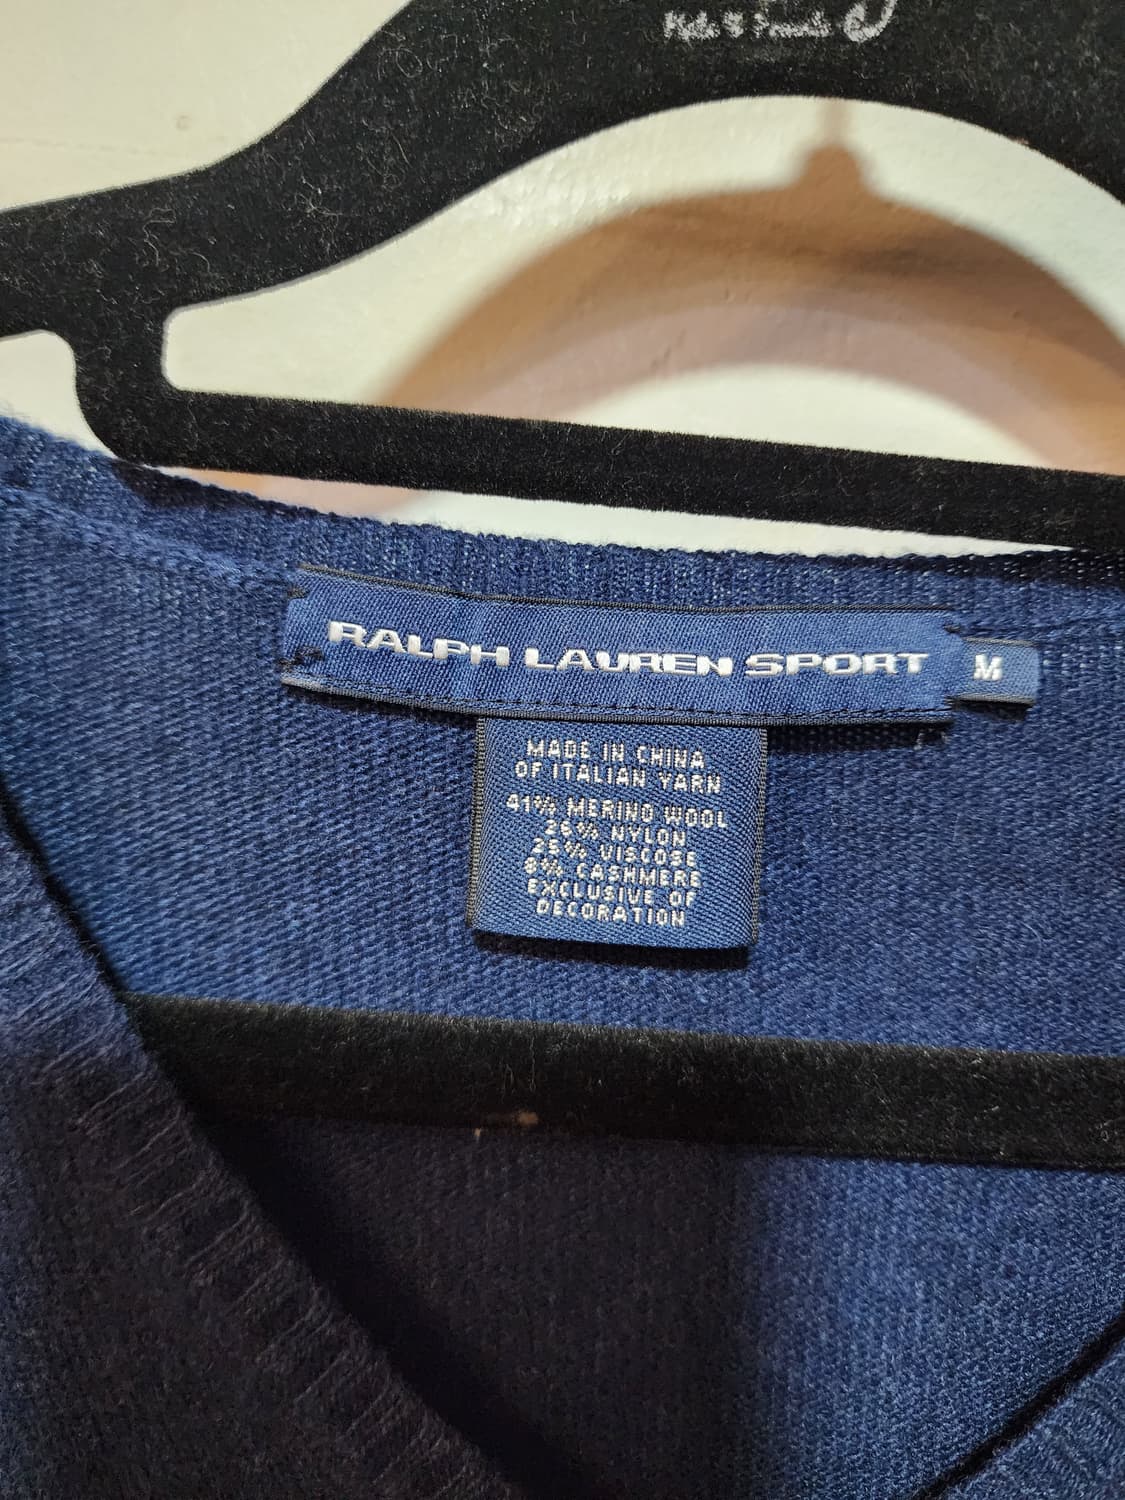 RALPH LAUREN SPORT
M
MADE IN CHINA
OF ITALIAN YARN
41% MERINO WOOL
26% NYLON
25% VISCOSE
8% CASHMERE
EXCLUSIVE OF
DECORATION